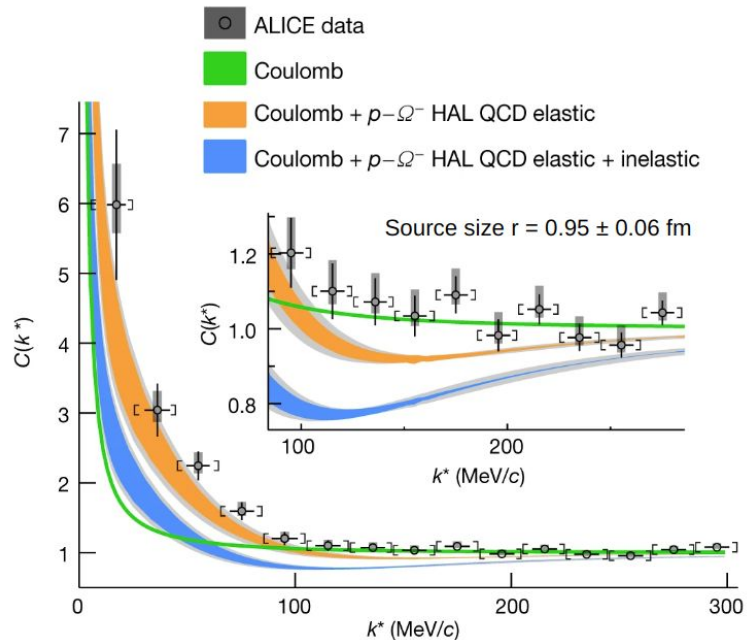 ALICE data
Coulomb
Coulomb + p–Ω⁻ HAL QCD elastic
Coulomb + p–Ω⁻ HAL QCD elastic + inelastic
C(k*)
7
6
5
4
3
2
1
0
100
200
300
k* (MeV/c)
Source size r = 0.95 ± 0.06 fm
C(k*)
1.2
1.0
0.8
100
200
k* (MeV/c)